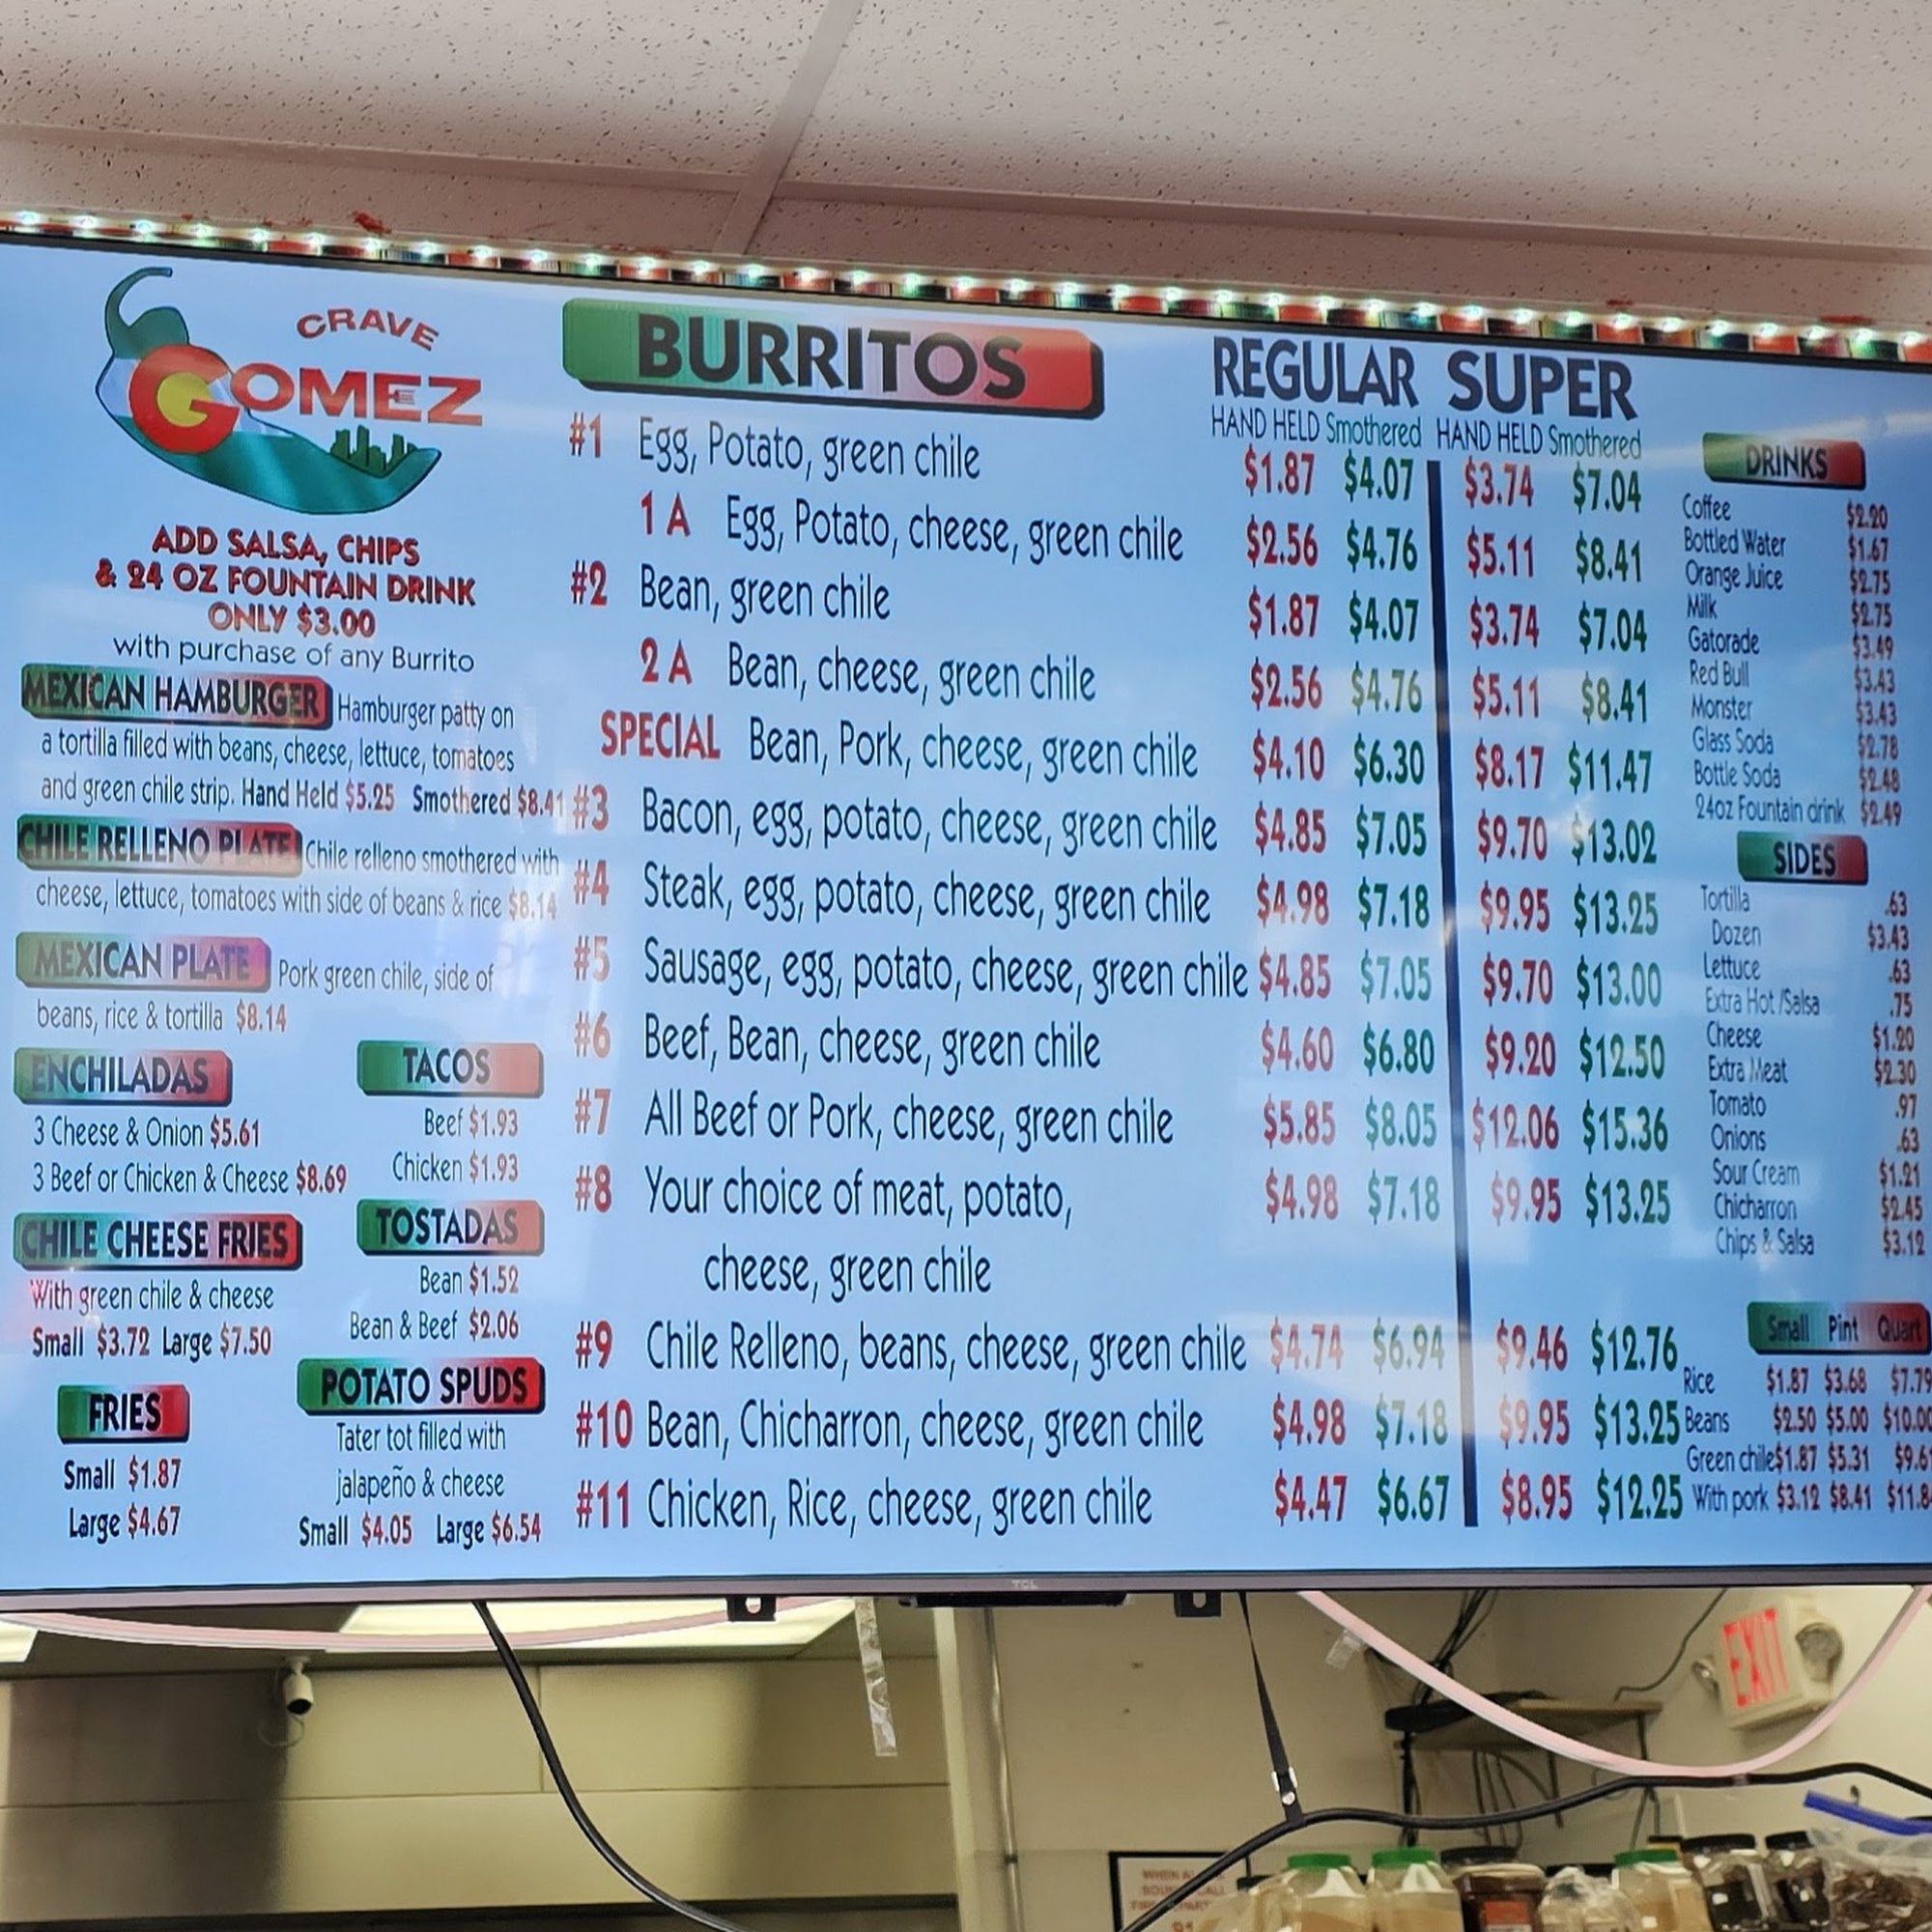 CRAVE
GOMEZ
ADD SALSA, CHIPS
& 24 OZ FOUNTAIN DRINK
ONLY $3.00
with purchase of any Burrito
MEXICAN HAMBURGER Hamburger patty on
a tortilla filled with beans, cheese, lettuce, tomatoes
and green chile strip. Hand Held $5.25 Smothered $8.41
CHILE RELLENO PLATE Chile relleno smothered with
cheese, lettuce, tomatoes with side of beans & rice $8.14
MEXICAN PLATE Pork green chile, side of
beans, rice & tortilla $8.14
ENCHILADAS
3 Cheese & Onion $5.61
3 Beef or Chicken & Cheese $8.69
CHILE CHEESE FRIES
With green chile & cheese
Small $3.72 Large $7.50
FRIES
Small $1.87
Large $4.67
TACOS
Beef $1.93
Chicken $1.93
TOSTADAS
Bean $1.52
Bean & Beef $2.06
POTATO SPUDS
Tater tot filled with
jalapeño & cheese
Small $4.05 Large $6.54
BURRITOS
REGULAR SUPER
HAND HELD Smothered HAND HELD Smothered
#1 Egg, Potato, green chile $1.87 $4.07 $3.74 $7.04
1 A Egg, Potato, cheese, green chile $2.56 $4.76 $5.11 $8.41
#2 Bean, green chile $1.87 $4.07 $3.74 $7.04
2 A Bean, cheese, green chile $2.56 $4.76 $5.11 $8.41
SPECIAL Bean, Pork, cheese, green chile $4.10 $6.30 $8.17 $11.47
#3 Bacon, egg, potato, cheese, green chile $4.85 $7.05 $9.70 $13.02
#4 Steak, egg, potato, cheese, green chile $4.98 $7.18 $9.95 $13.25
#5 Sausage, egg, potato, cheese, green chile $4.85 $7.05 $9.70 $13.00
#6 Beef, Bean, cheese, green chile $4.60 $6.80 $9.20 $12.50
#7 All Beef or Pork, cheese, green chile $5.85 $8.05 $12.06 $15.36
#8 Your choice of meat, potato, $4.98 $7.18 $9.95 $13.25
cheese, green chile
#9 Chile Relleno, beans, cheese, green chile $4.74 $6.94 $9.46 $12.76
#10 Bean, Chicharron, cheese, green chile $4.98 $7.18 $9.95 $13.25
#11 Chicken, Rice, cheese, green chile $4.47 $6.67 $8.95 $12.25
DRINKS
Coffee $2.20
Bottled Water $1.67
Orange Juice $2.75
Milk $2.75
Gatorade $3.49
Red Bull $3.43
Monster $3.43
Glass Soda $2.78
Bottle Soda $2.48
24oz Fountain drink $2.49
SIDES
Tortilla .63
Dozen $3.43
Lettuce .63
Extra Hot /Salsa .75
Cheese $1.20
Extra Meat $2.30
Tomato .97
Onions .63
Sour Cream $1.21
Chicharron $2.45
Chips & Salsa $3.12
Small Pint Quart
Rice $1.87 $3.68 $7.79
Beans $2.50 $5.00 $10.00
Green chile $1.87 $5.31 $9.6
With pork $3.12 $8.41 $11.8
TCL
EXIT